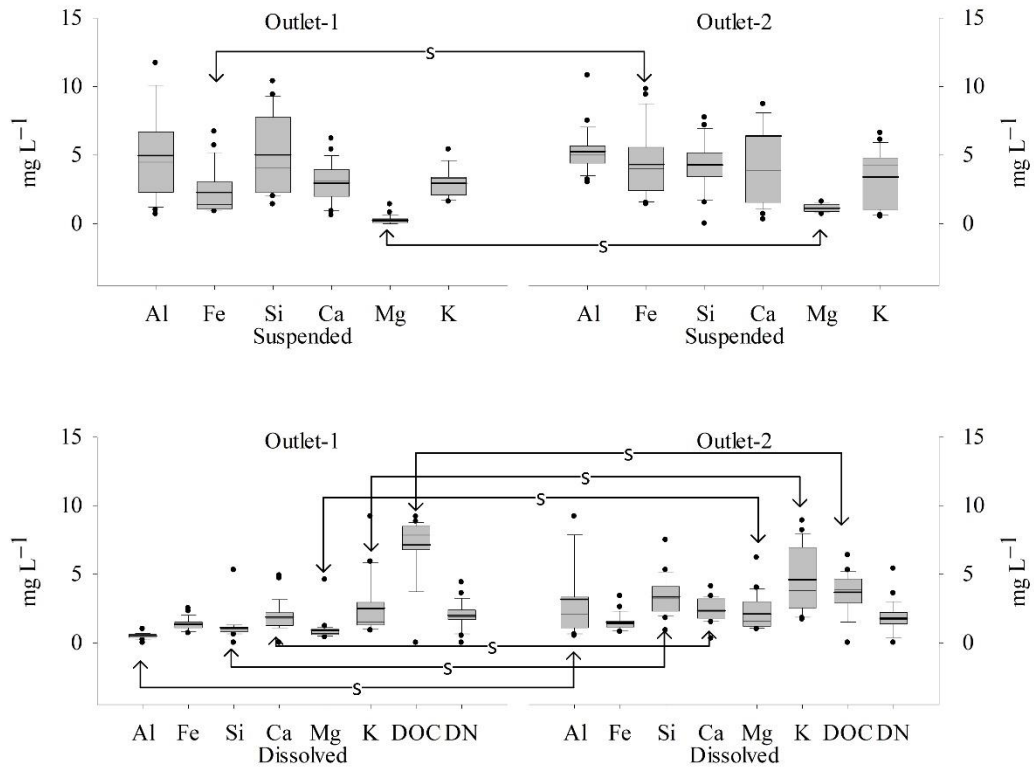 15 Outlet-1 Outlet-2 15
S
10 10
mg L⁻¹ mg L⁻¹
5 5
0 0
S
Al Fe Si Ca Mg K Al Fe Si Ca Mg K
Suspended Suspended
15 Outlet-1 Outlet-2 15
S
S
S
10 10
mg L⁻¹ mg L⁻¹
5 5
0 0
S
S
S
Al Fe Si Ca Mg K DOC DN Al Fe Si Ca Mg K DOC DN
Dissolved Dissolved